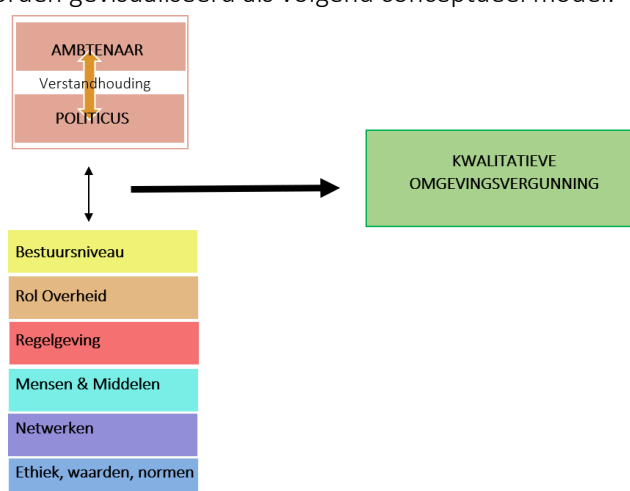 orden gevisualiseerd als volgend conceptueel model:
AMBTENAAR
Verstandhouding
POLITICUS
KWALITATIEVE
OMGEVINGSVERGUNNING
Bestuursniveau
Rol Overheid
Regelgeving
Mensen & Middelen
Netwerken
Ethiek, waarden, normen